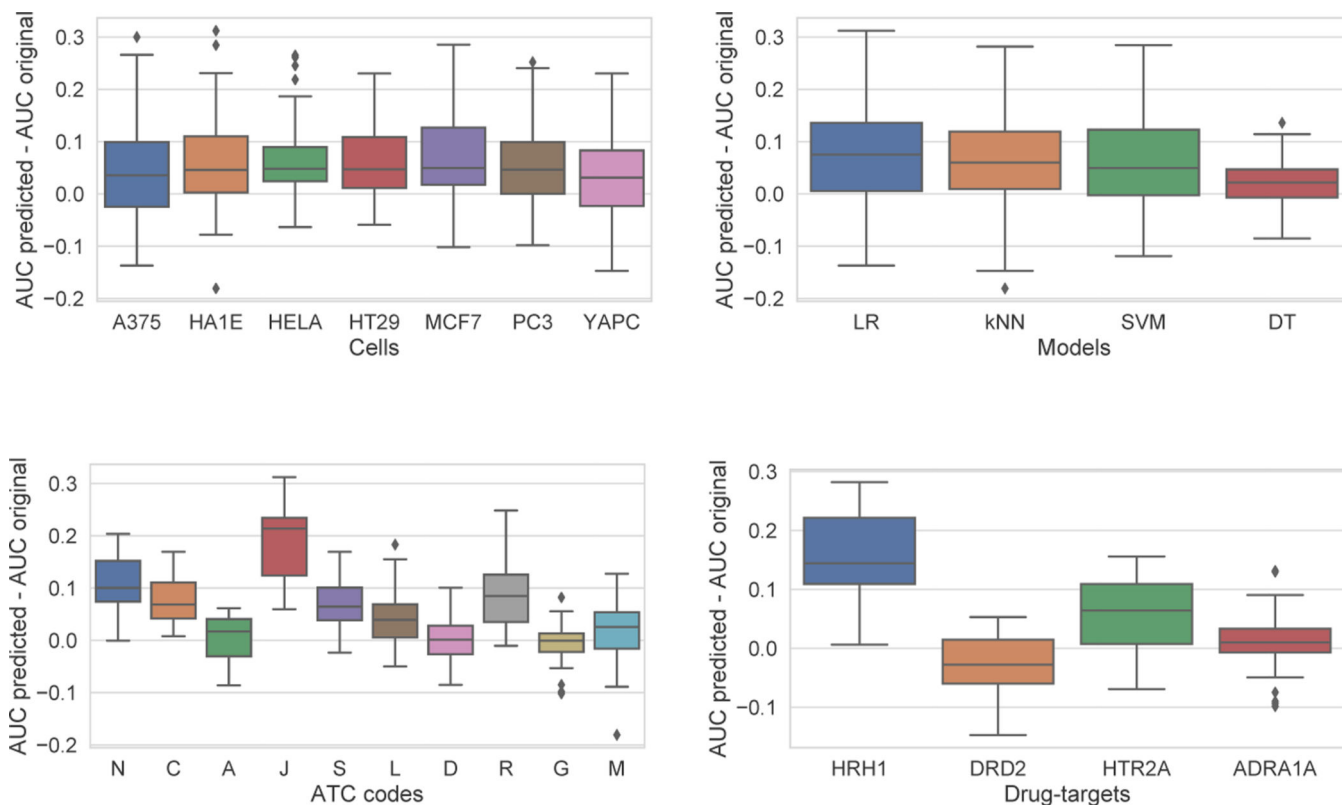 AUC predicted - AUC original
0.3
0.2
0.1
0.0
−0.1
−0.2
A375 HA1E HELA HT29 MCF7 PC3 YAPC
Cells
AUC predicted - AUC original
0.3
0.2
0.1
0.0
−0.1
−0.2
LR kNN SVM DT
Models
AUC predicted - AUC original
0.3
0.2
0.1
0.0
−0.1
−0.2
N C A J S L D R G M
ATC codes
AUC predicted - AUC original
0.3
0.2
0.1
0.0
−0.1
HRH1 DRD2 HTR2A ADRA1A
Drug-targets